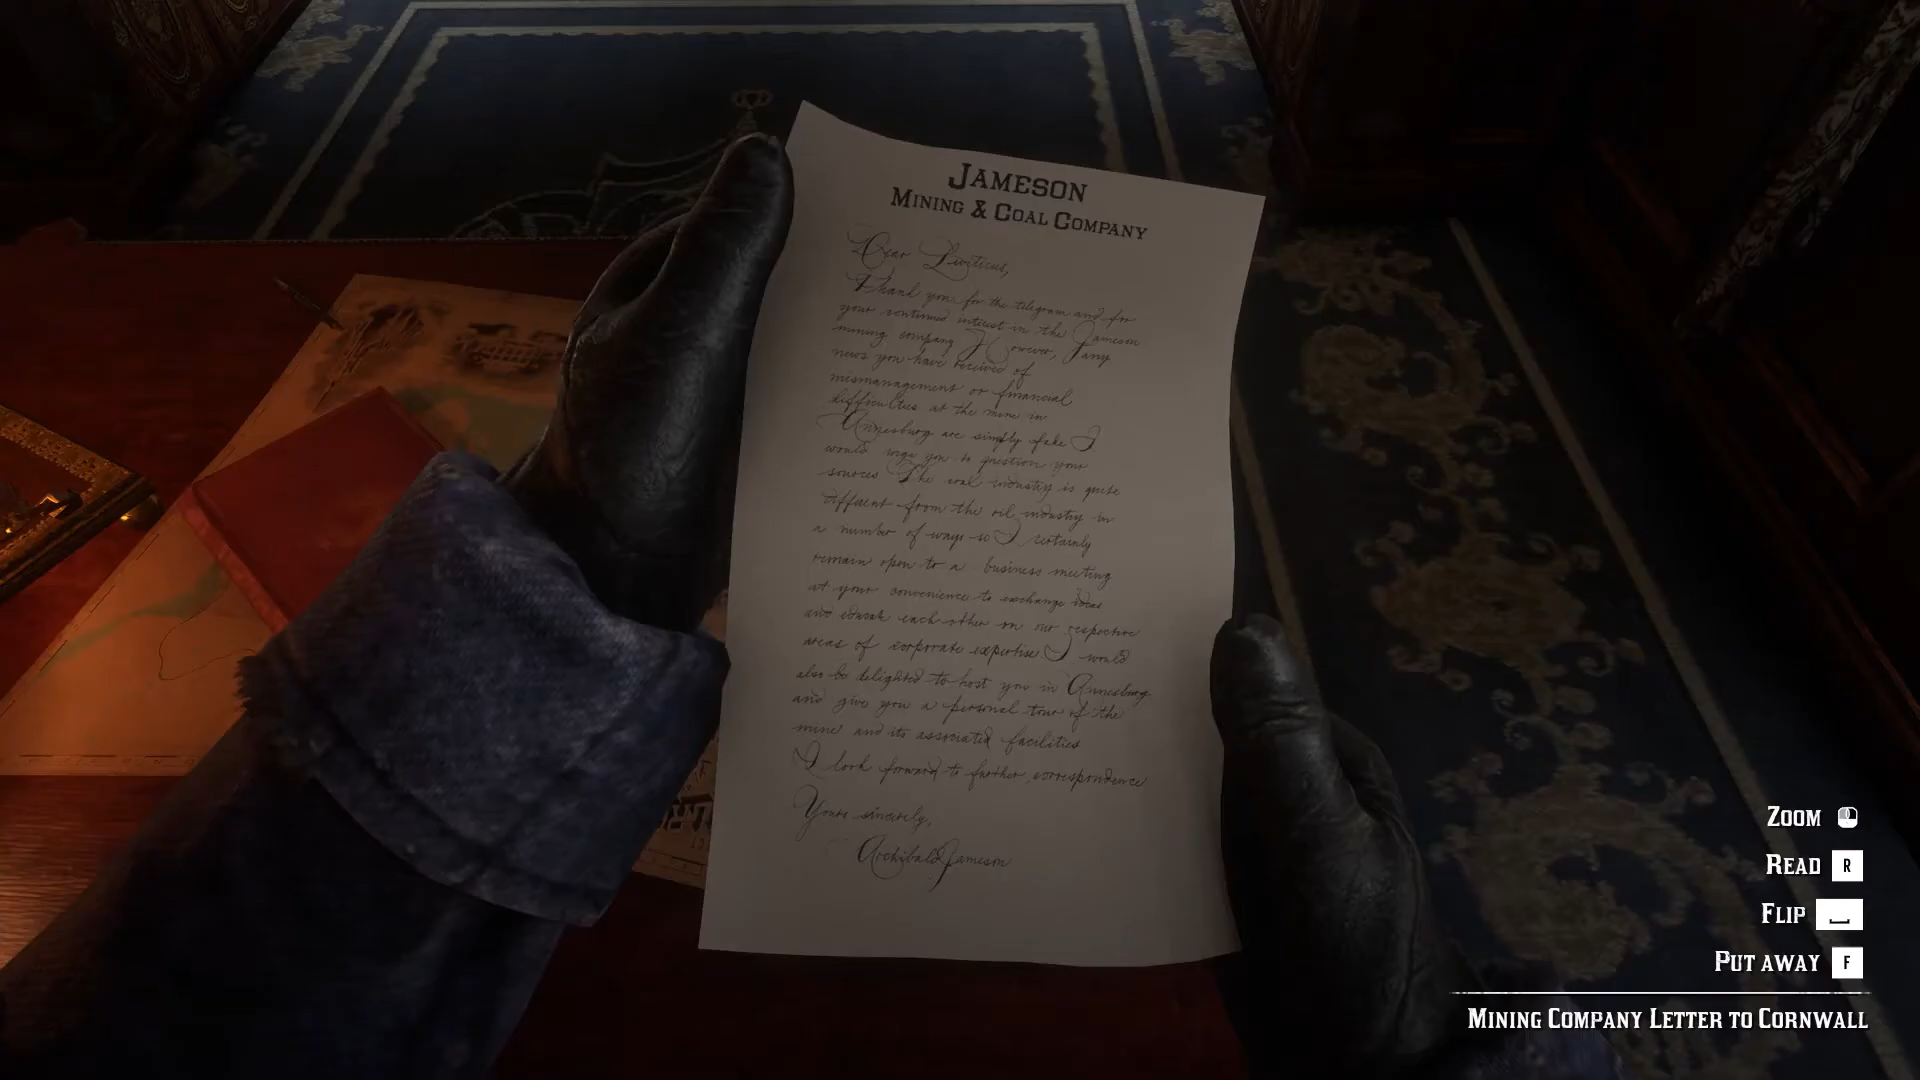 JAMESON
MINING & COAL COMPANY
Dear Leviticus,
Thank you for the telegram and for
your continued interest in the Jameson
mining company However, any
news you have received of
mismanagement or financial
difficulties at the mine in
Annesburg are simply fake I
would urge you to question your
sources The coal industry is quite
different from the oil industry in
a number of ways so I certainly
remain open to a business meeting
at your convenience to exchange ideas
and educate each other on our respective
areas of corporate expertise I would
also be delighted to host you in Annesburg
and give you a personal tour of the
mine and its associated facilities
I look forward to further correspondence
Yours sincerely,
Archibald Jameson
ZOOM
READ R
FLIP
PUT AWAY F
MINING COMPANY LETTER TO CORNWALL